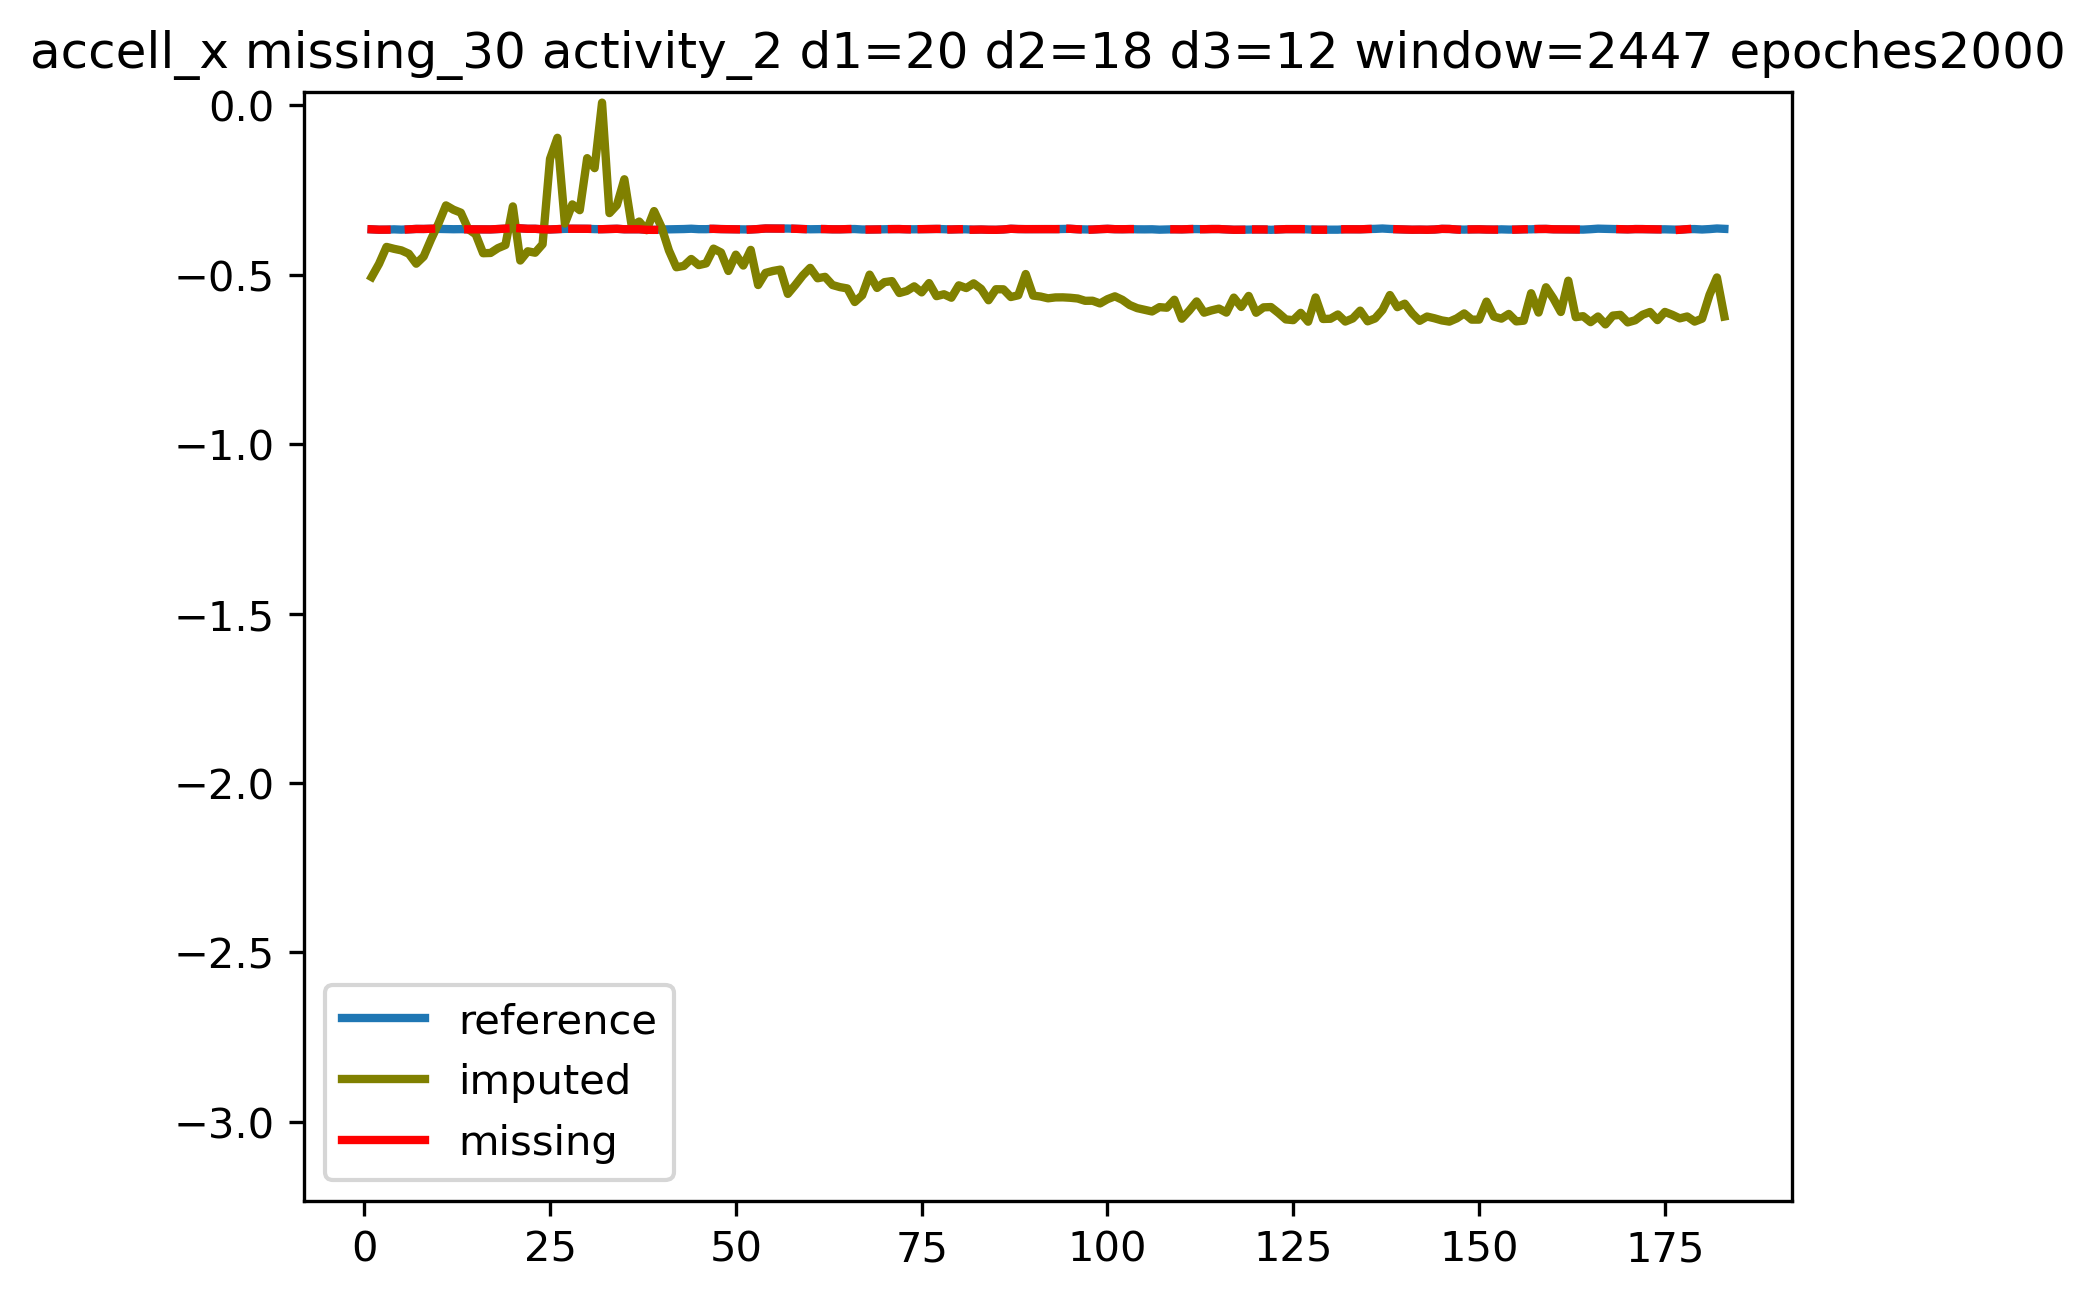 accell_x missing_30 activity_2 d1=20 d2=18 d3=12 window=2447 epoches2000
0.0
−0.5
−1.0
−1.5
−2.0
−2.5
−3.0
reference
imputed
missing
0 25 50 75 100 125 150 175